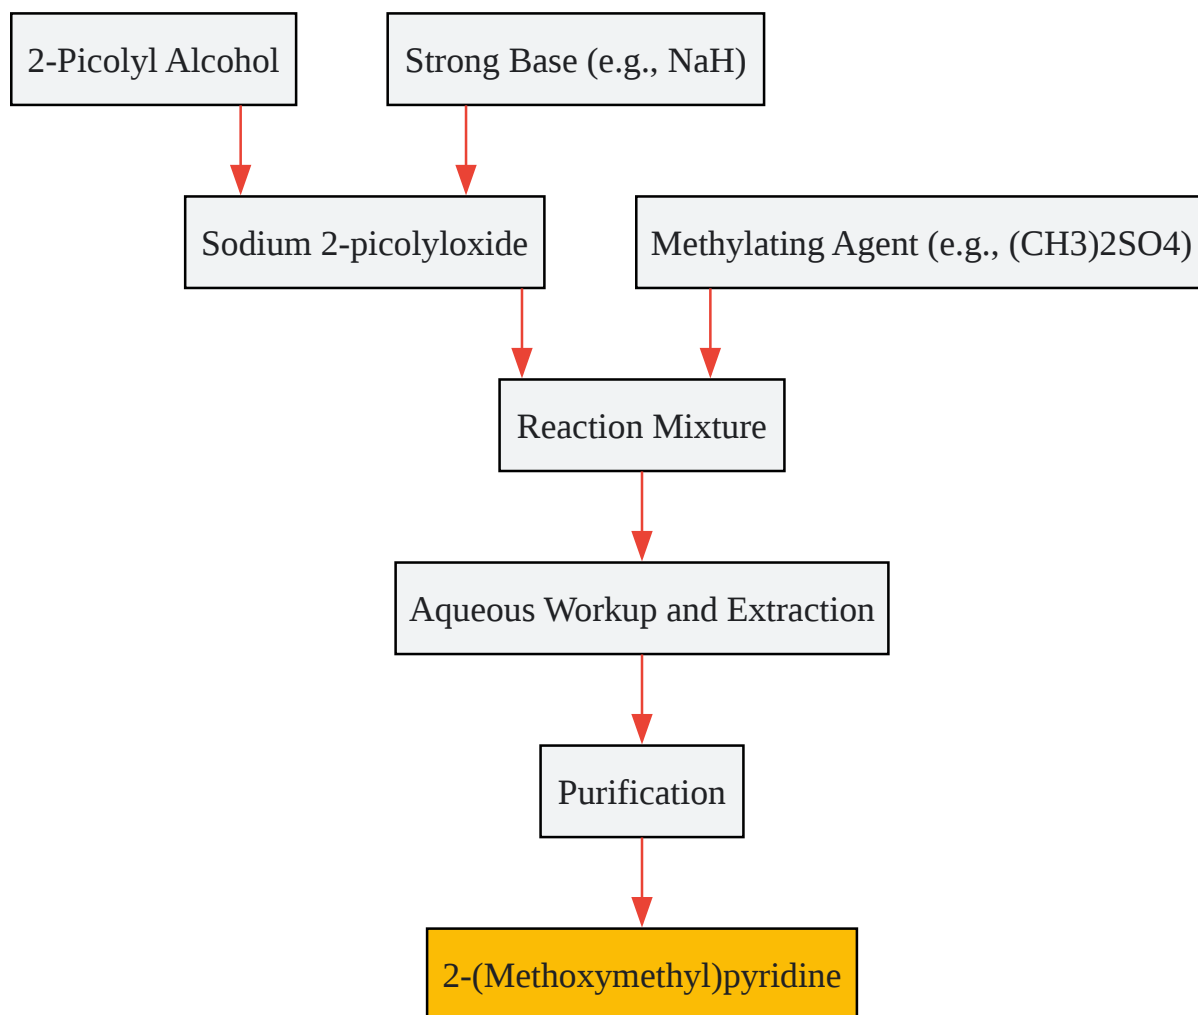 2-Picolyl Alcohol
Strong Base (e.g., NaH)
Sodium 2-picolyloxide
Methylating Agent (e.g., (CH3)2SO4)
Reaction Mixture
Aqueous Workup and Extraction
Purification
2-(Methoxymethyl)pyridine